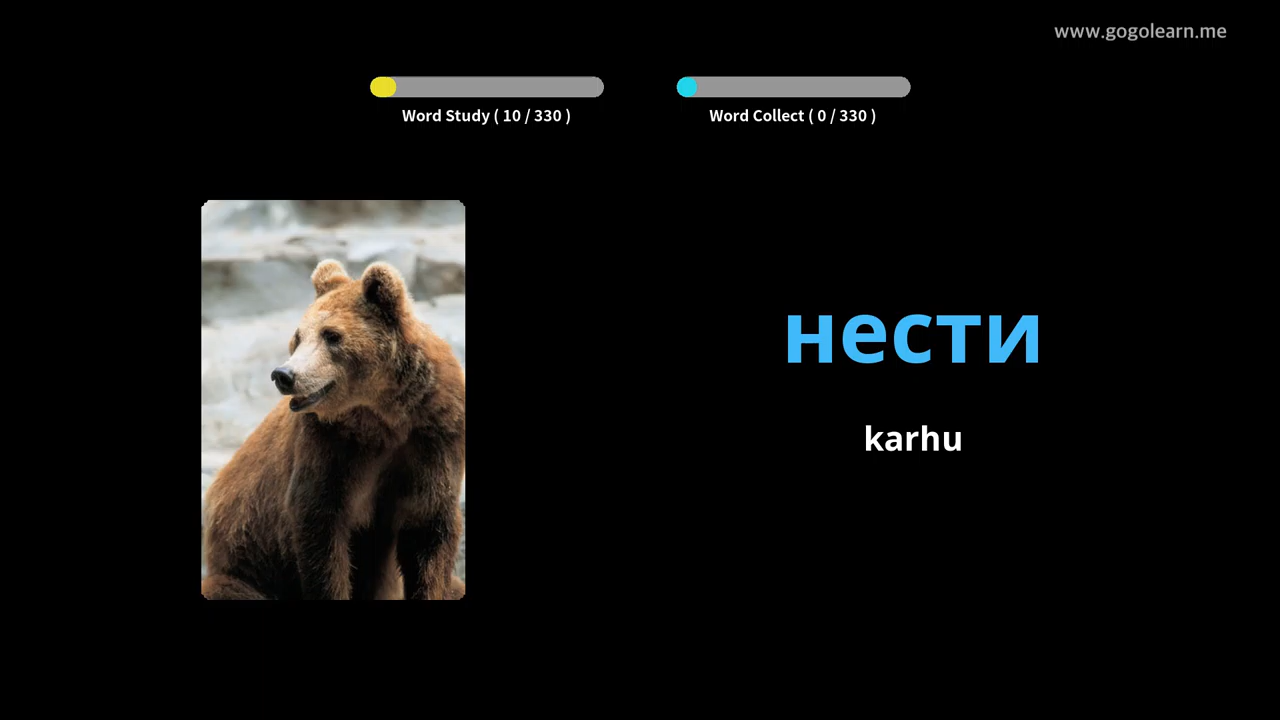 www.gogolearn.me
Word Study ( 10 / 330 )
Word Collect ( 0 / 330 )
нести
karhu